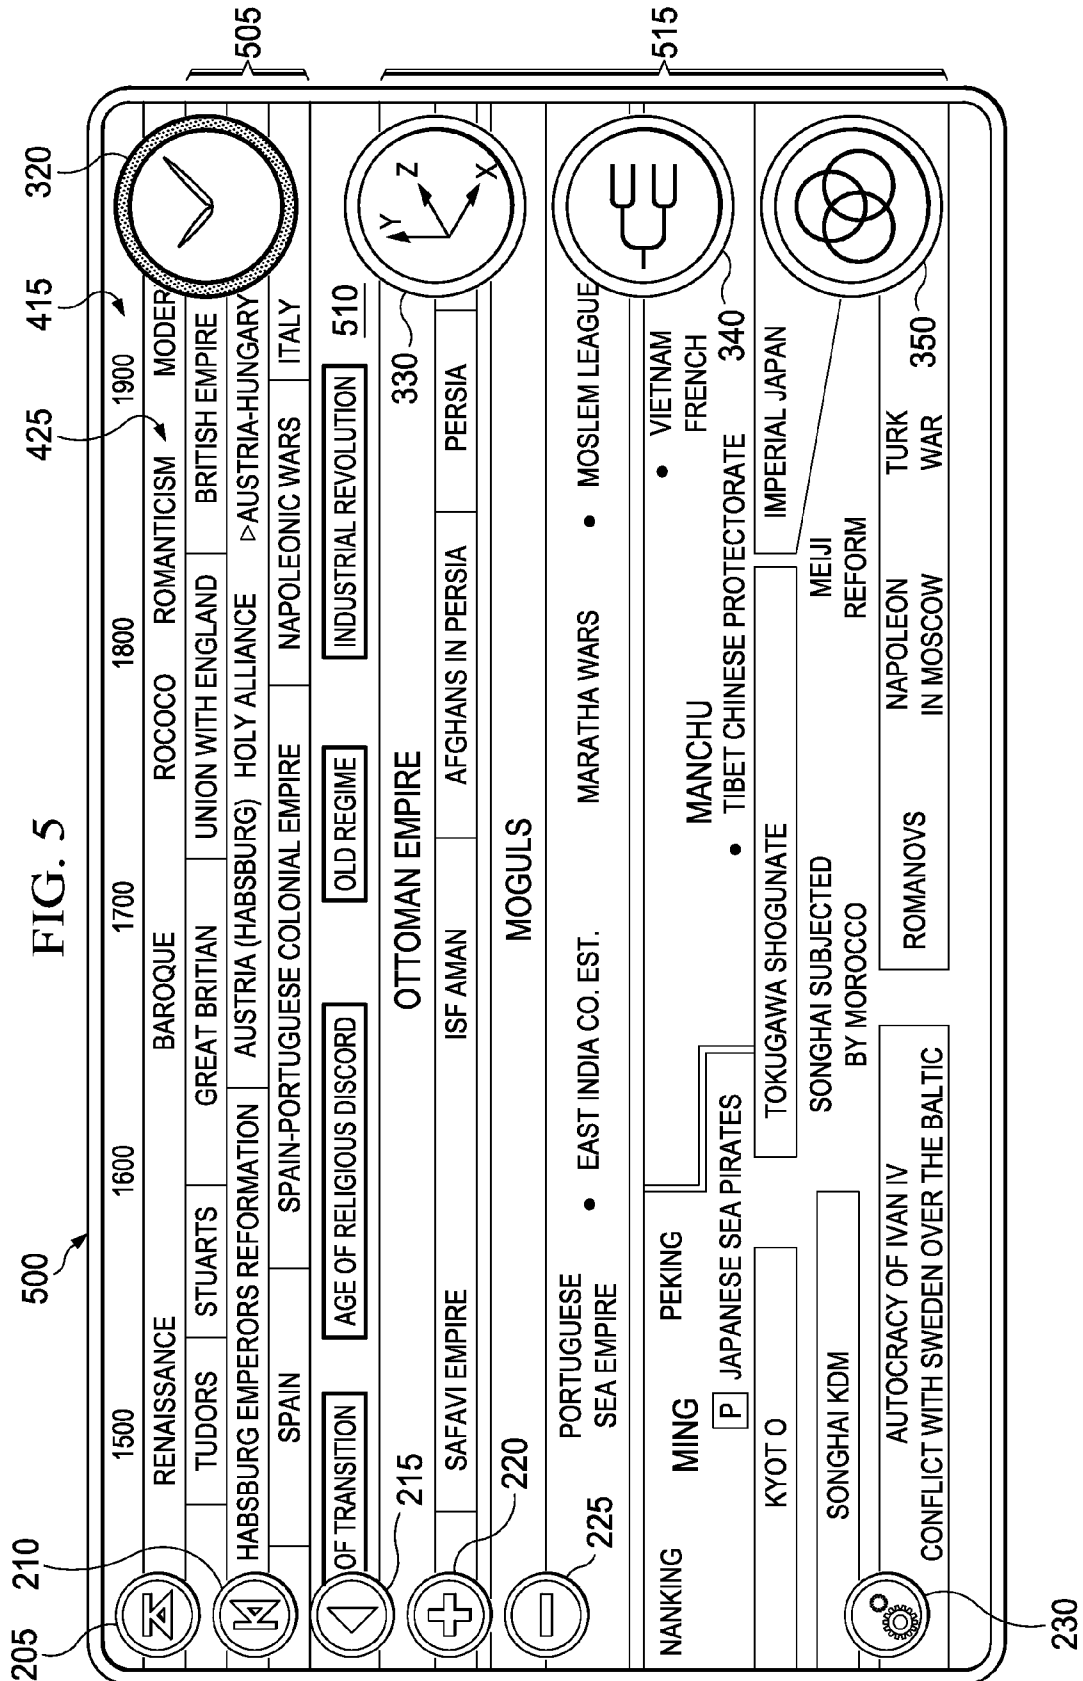 FIG. 5
500
425
415
320
1500
1600
1700
1800
1900
205
RENAISSANCE
BAROQUE
ROCOCO
ROMANTICISM
MODER
210
TUDORS
STUARTS
GREAT BRITIAN
UNION WITH ENGLAND
BRITISH EMPIRE
505
HABSBURG EMPERORS REFORMATION
AUSTRIA (HABSBURG)
HOLY ALLIANCE
▷AUSTRIA-HUNGARY
SPAIN
SPAIN-PORTUGUESE COLONIAL EMPIRE
NAPOLEONIC WARS
ITALY
OF TRANSITION
AGE OF RELIGIOUS DISCORD
OLD REGIME
INDUSTRIAL REVOLUTION
510
215
OTTOMAN EMPIRE
330
Y
Z
X
SAFAVI EMPIRE
ISF AMAN
AFGHANS IN PERSIA
PERSIA
220
MOGULS
225
PORTUGUESE
SEA EMPIRE
• EAST INDIA CO. EST.
MARATHA WARS
• MOSLEM LEAGUE
515
NANKING
MING
PEKING
MANCHU
• VIETNAM
FRENCH
340
P JAPANESE SEA PIRATES
• TIBET CHINESE PROTECTORATE
KYOT O
TOKUGAWA SHOGUNATE
IMPERIAL JAPAN
SONGHAI KDM
SONGHAI SUBJECTED
BY MOROCCO
MEIJI
REFORM
AUTOCRACY OF IVAN IV
CONFLICT WITH SWEDEN OVER THE BALTIC
ROMANOVS
NAPOLEON
IN MOSCOW
TURK
WAR
350
230